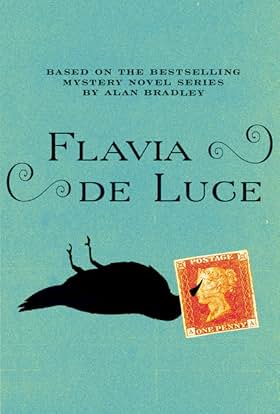 BASED ON THE BESTSELLING
MYSTERY NOVEL SERIES
BY ALAN BRADLEY
FLAVIA
DE LUCE
POSTAGE
A ONE PENNY A